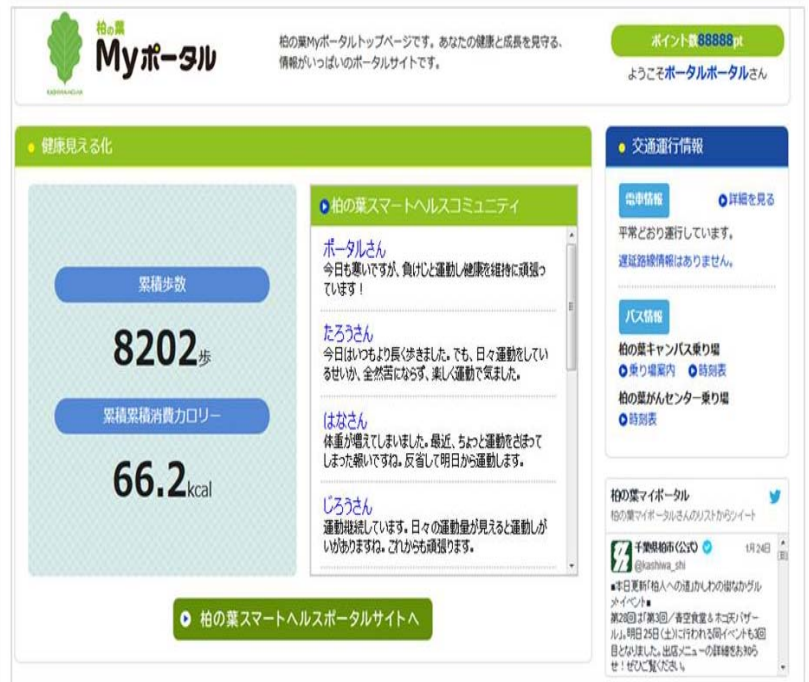 柏の葉
Myポータル
KASHIWA-NO-HA
柏の葉Myポータルトップページです。あなたの健康と成長を見守る、
情報がいっぱいのポータルサイトです。
ポイント数88888pt
ようこそポータルポータルさん
健康見える化
累積歩数
8202歩
累積累積消費カロリー
66.2kcal
柏の葉スマートヘルスコミュニティ
ポータルさん
今日も寒いですが、負けじと運動し健康を維持に頑張っ
ています！
たろうさん
今日はいつもより長く歩きました。でも、日々運動をしてい
るせいか、全然苦にならず、楽しく運動で気ました。
はなさん
体重が増えてしまいました。最近、ちょっと運動をさぼって
しまった報いですね。反省して明日から運動します。
じろうさん
運動継続しています。日々の運動量が見えると運動しが
いがありますね。これからも頑張ります。
柏の葉スマートヘルスポータルサイトへ
交通運行情報
電車情報
詳細を見る
平常どおり運行しています。
遅延路線情報はありません。
バス情報
柏の葉キャンパス乗り場
乗り場案内 時刻表
柏の葉がんセンター乗り場
時刻表
柏の葉マイポータル
柏の葉マイポータルさんのリストからツイート
千葉県柏市(公式) 1月24日
@kashiwa_shi
■本日更新「柏人への道」かしわの街なかグル
メイベント■
第28回は「第3回／青空食堂＆ホコ天バザー
ル」。明日25日(土)に行われる同イベントも3回
目となりました。出店メニューの詳細をお知ら
せ！ぜひご覧ください。